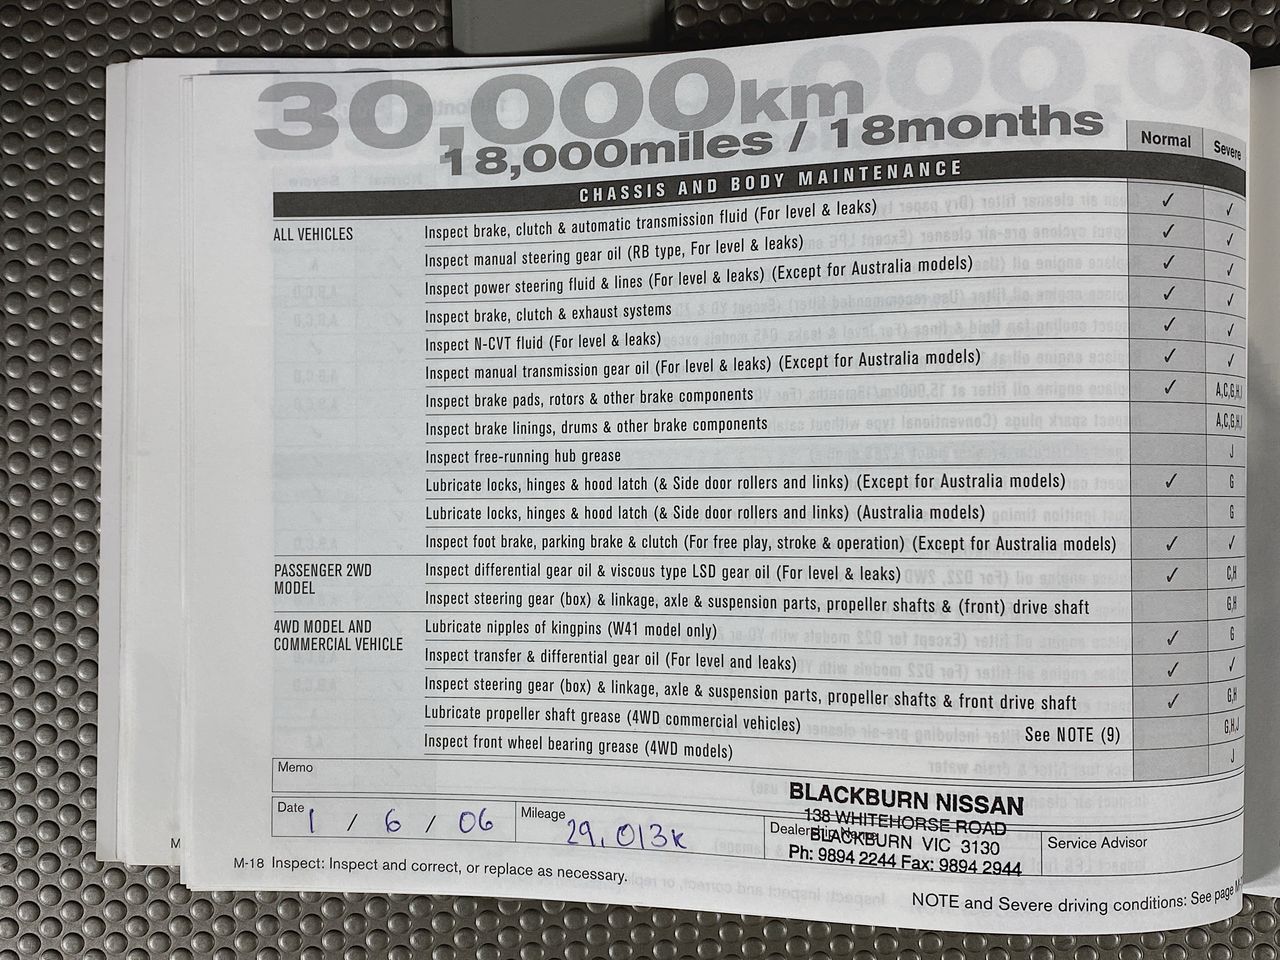 30,000km
18,000miles / 18months
Normal
Severe
CHASSIS AND BODY MAINTENANCE
ALL VEHICLES
Inspect brake, clutch & automatic transmission fluid (For level & leaks) ✓ ✓
Inspect manual steering gear oil (RB type, For level & leaks) ✓ ✓
Inspect power steering fluid & lines (For level & leaks) (Except for Australia models) ✓ ✓
Inspect brake, clutch & exhaust systems ✓ ✓
Inspect N-CVT fluid (For level & leaks) ✓ ✓
Inspect manual transmission gear oil (For level & leaks) (Except for Australia models) ✓ ✓
Inspect brake pads, rotors & other brake components ✓ A,C,G,H,J
Inspect brake linings, drums & other brake components A,C,G,H,J
Inspect free-running hub grease J
Lubricate locks, hinges & hood latch (& Side door rollers and links) (Except for Australia models) ✓ G
Lubricate locks, hinges & hood latch (& Side door rollers and links) (Australia models) G
Inspect foot brake, parking brake & clutch (For free play, stroke & operation) (Except for Australia models) ✓ ✓
PASSENGER 2WD
MODEL
Inspect differential gear oil & viscous type LSD gear oil (For level & leaks) ✓ C,H
Inspect steering gear (box) & linkage, axle & suspension parts, propeller shafts & (front) drive shaft G,H
4WD MODEL AND
COMMERCIAL VEHICLE
Lubricate nipples of kingpins (W41 model only) ✓ G
Inspect transfer & differential gear oil (For level and leaks) ✓ ✓
Inspect steering gear (box) & linkage, axle & suspension parts, propeller shafts & front drive shaft ✓ G,H
Lubricate propeller shaft grease (4WD commercial vehicles) See NOTE (9) G,H,J
Inspect front wheel bearing grease (4WD models) J
Memo
Date 1 / 6 / 06
Mileage 29,013k
Dealership Name
BLACKBURN NISSAN
138 WHITEHORSE ROAD
BLACKBURN VIC 3130
Ph: 9894 2244 Fax: 9894 2944
Service Advisor
M-18 Inspect: Inspect and correct, or replace as necessary.
NOTE and Severe driving conditions: See page